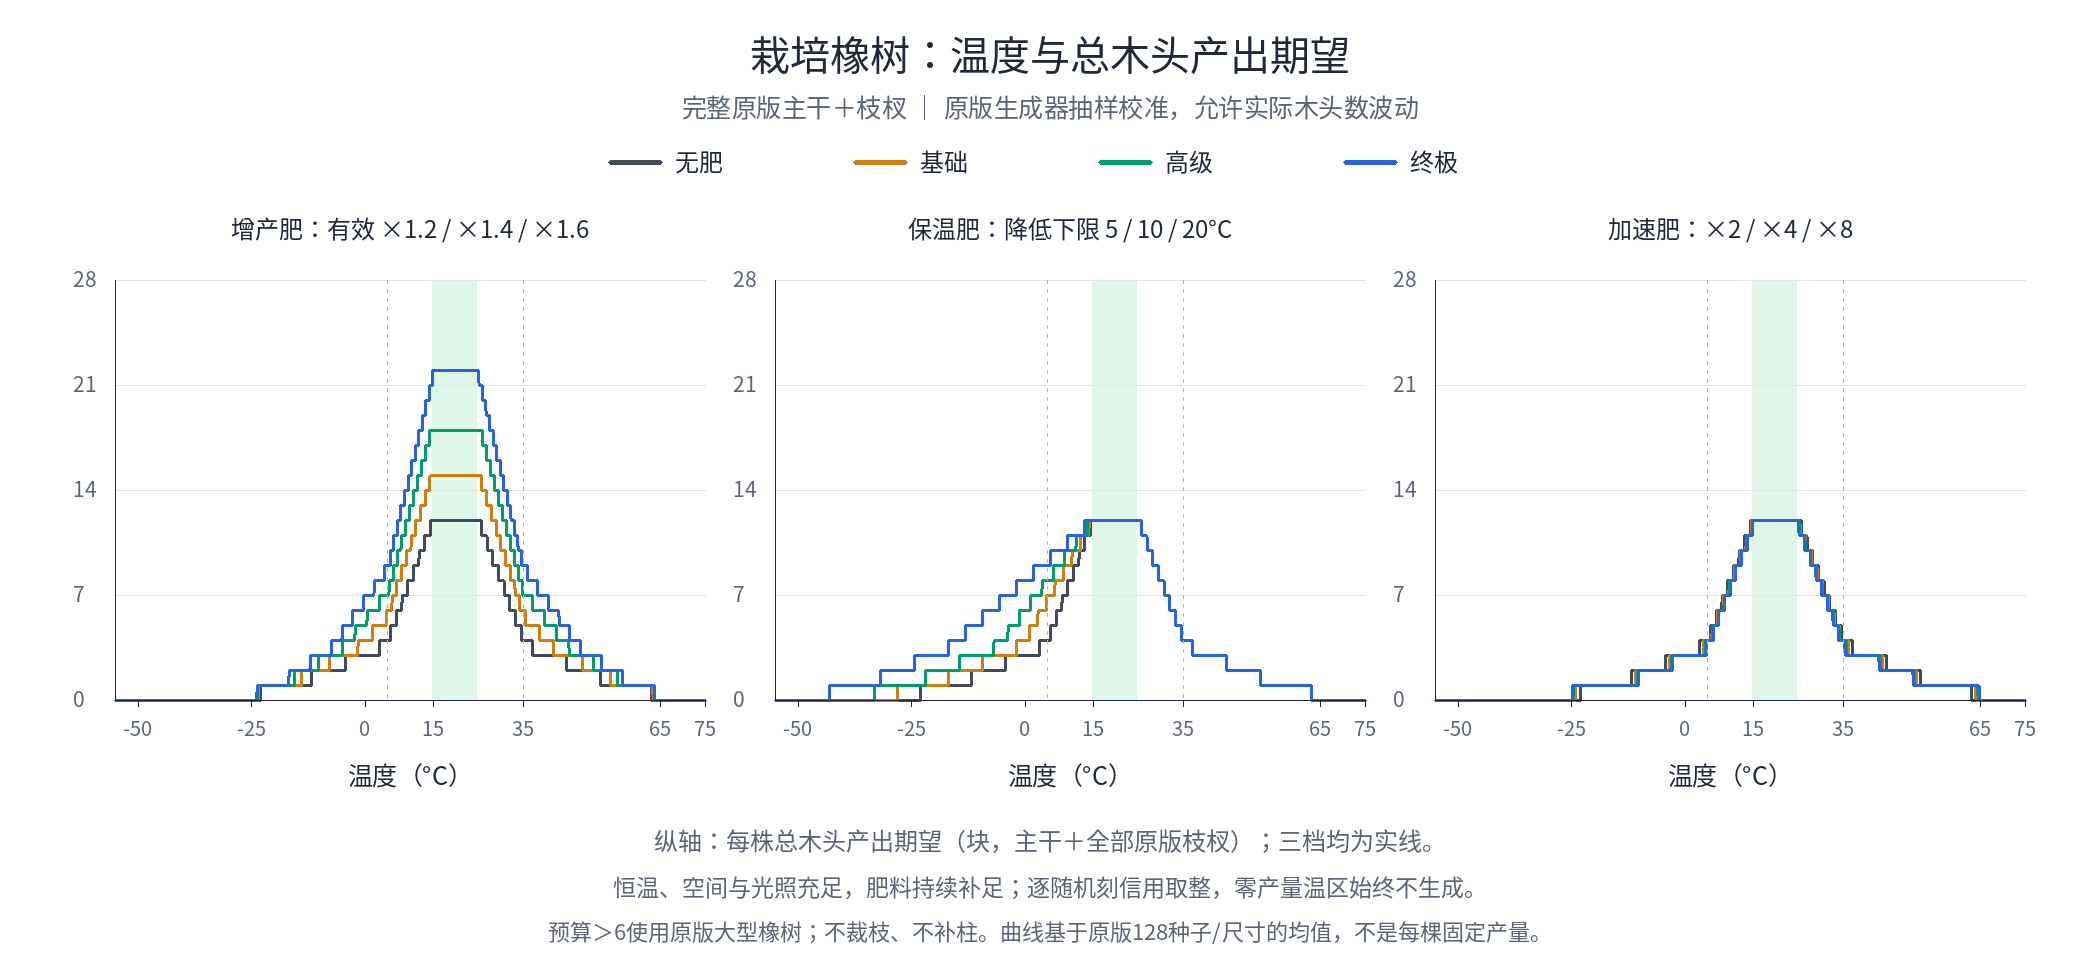 栽培橡树：温度与总木头产出期望
完整原版主干＋枝杈 │ 原版生成器抽样校准，允许实际木头数波动
无肥 基础 高级 终极
增产肥：有效 ×1.2 / ×1.4 / ×1.6
28
21
14
7
0
-50 -25 0 15 35 65 75
温度（°C）
保温肥：降低下限 5 / 10 / 20°C
28
21
14
7
0
-50 -25 0 15 35 65 75
温度（°C）
加速肥：×2 / ×4 / ×8
28
21
14
7
0
-50 -25 0 15 35 65 75
温度（°C）
纵轴：每株总木头产出期望（块，主干＋全部原版枝杈）；三档均为实线。
恒温、空间与光照充足，肥料持续补足；逐随机刻信用取整，零产量温区始终不生成。
预算＞6使用原版大型橡树；不裁枝、不补柱。曲线基于原版128种子/尺寸的均值，不是每棵固定产量。